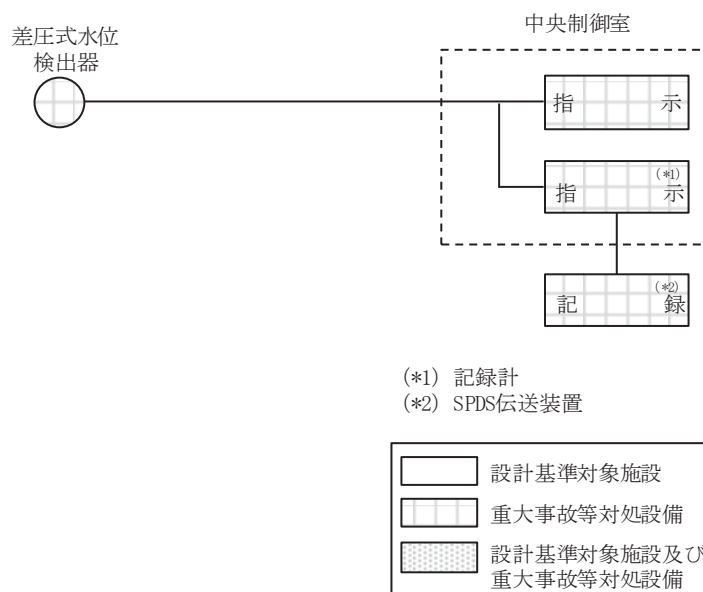 中央制御室
差圧式水位
検出器
指 示
(*1)
指 示
(*2)
記 録
(*1) 記録計
(*2) SPDS伝送装置
設計基準対象施設
重大事故等対処設備
設計基準対象施設及び
重大事故等対処設備